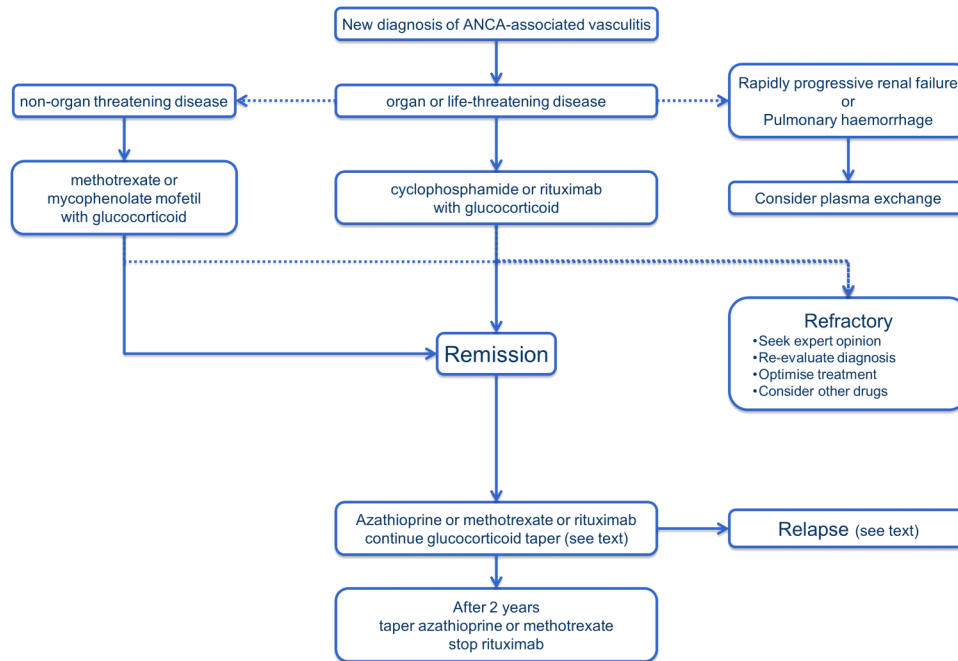 New diagnosis of ANCA-associated vasculitis
non-organ threatening disease
organ or life-threatening disease
Rapidly progressive renal failure
or
Pulmonary haemorrhage
methotrexate or
mycophenolate mofetil
with glucocorticoid
cyclophosphamide or rituximab
with glucocorticoid
Consider plasma exchange
Refractory
•Seek expert opinion
•Re-evaluate diagnosis
•Optimise treatment
•Consider other drugs
Remission
Azathioprine or methotrexate or rituximab
continue glucocorticoid taper (see text)
Relapse (see text)
After 2 years
taper azathioprine or methotrexate
stop rituximab